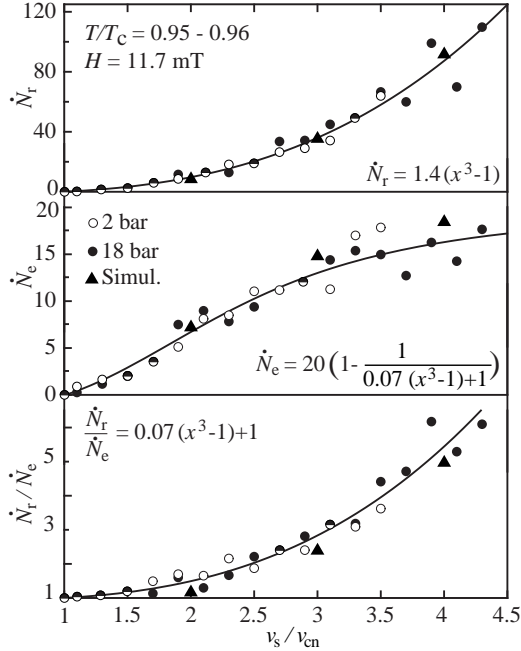 120
80
40
0
Ṅr
T/Tc = 0.95 - 0.96
H = 11.7 mT
Ṅr = 1.4 (x³-1)
20
15
10
5
0
Ṅe
○ 2 bar
● 18 bar
▲ Simul.
Ṅe = 20 (1- 1 / 0.07 (x³-1)+1 )
5
3
1
Ṅr / Ṅe
Ṅr / Ṅe = 0.07 (x³-1)+1
1 1.5 2 2.5 3 3.5 4 4.5
vs / vcn